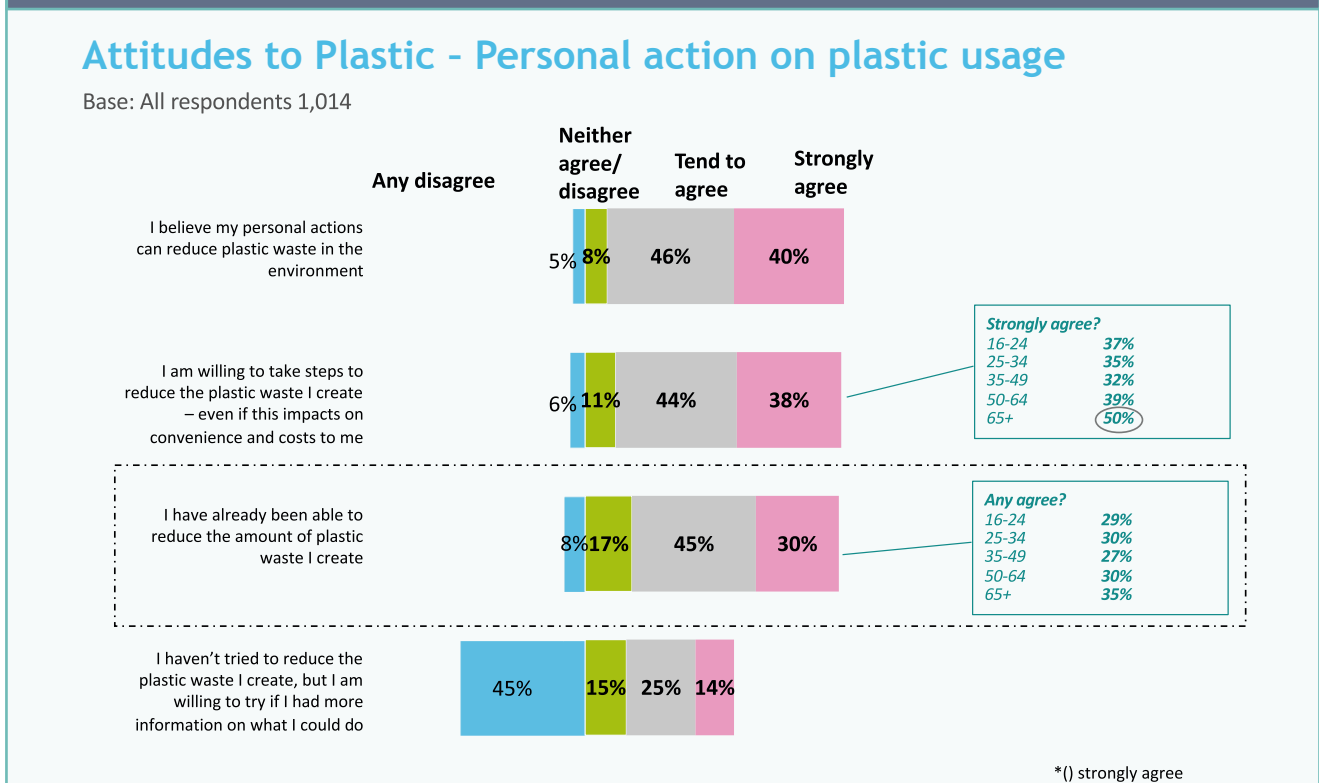 Attitudes to Plastic – Personal action on plastic usage
Base: All respondents 1,014
Any disagree
Neither
agree/
disagree
Tend to
agree
Strongly
agree
I believe my personal actions
can reduce plastic waste in the
environment
5% 8% 46% 40%
I am willing to take steps to
reduce the plastic waste I create
– even if this impacts on
convenience and costs to me
6% 11% 44% 38%
Strongly agree?
16-24 37%
25-34 35%
35-49 32%
50-64 39%
65+ 50%
I have already been able to
reduce the amount of plastic
waste I create
8% 17% 45% 30%
Any agree?
16-24 29%
25-34 30%
35-49 27%
50-64 30%
65+ 35%
I haven’t tried to reduce the
plastic waste I create, but I am
willing to try if I had more
information on what I could do
45% 15% 25% 14%
*() strongly agree